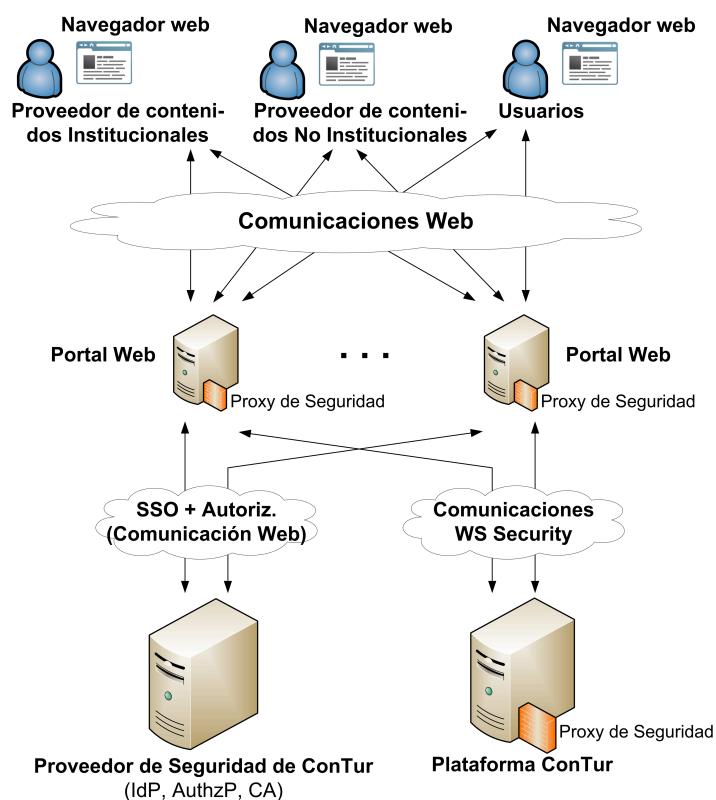 Navegador web
Navegador web
Navegador web
Proveedor de conteni-
dos Institucionales
Proveedor de conteni-
dos No Institucionales
Usuarios
Comunicaciones Web
Portal Web
. . .
Portal Web
Proxy de Seguridad
Proxy de Seguridad
SSO + Autoriz.
(Comunicación Web)
Comunicaciones
WS Security
Proxy de Seguridad
Proveedor de Seguridad de ConTur
(IdP, AuthzP, CA)
Plataforma ConTur